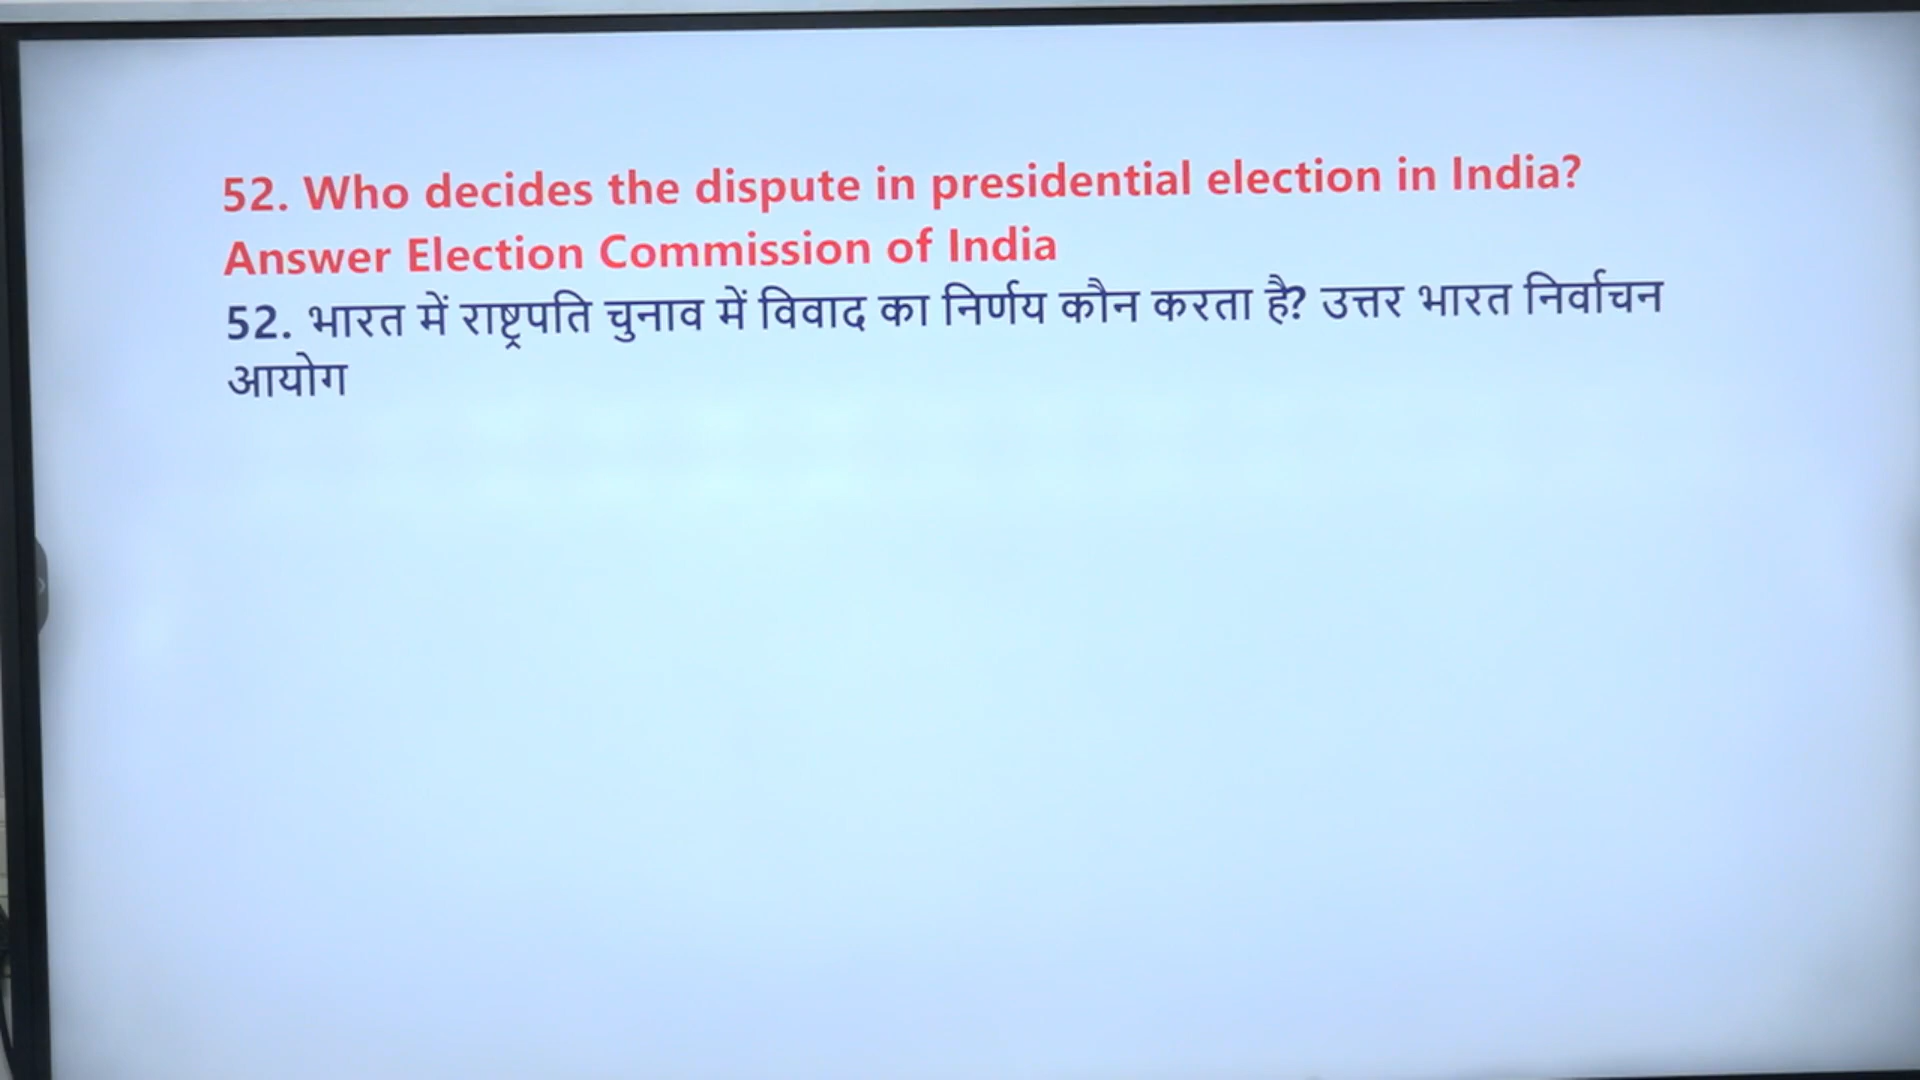 52. Who decides the dispute in presidential election in India?
Answer Election Commission of India
52. भारत में राष्ट्रपति चुनाव में विवाद का निर्णय कौन करता है? उत्तर भारत निर्वाचन
आयोग